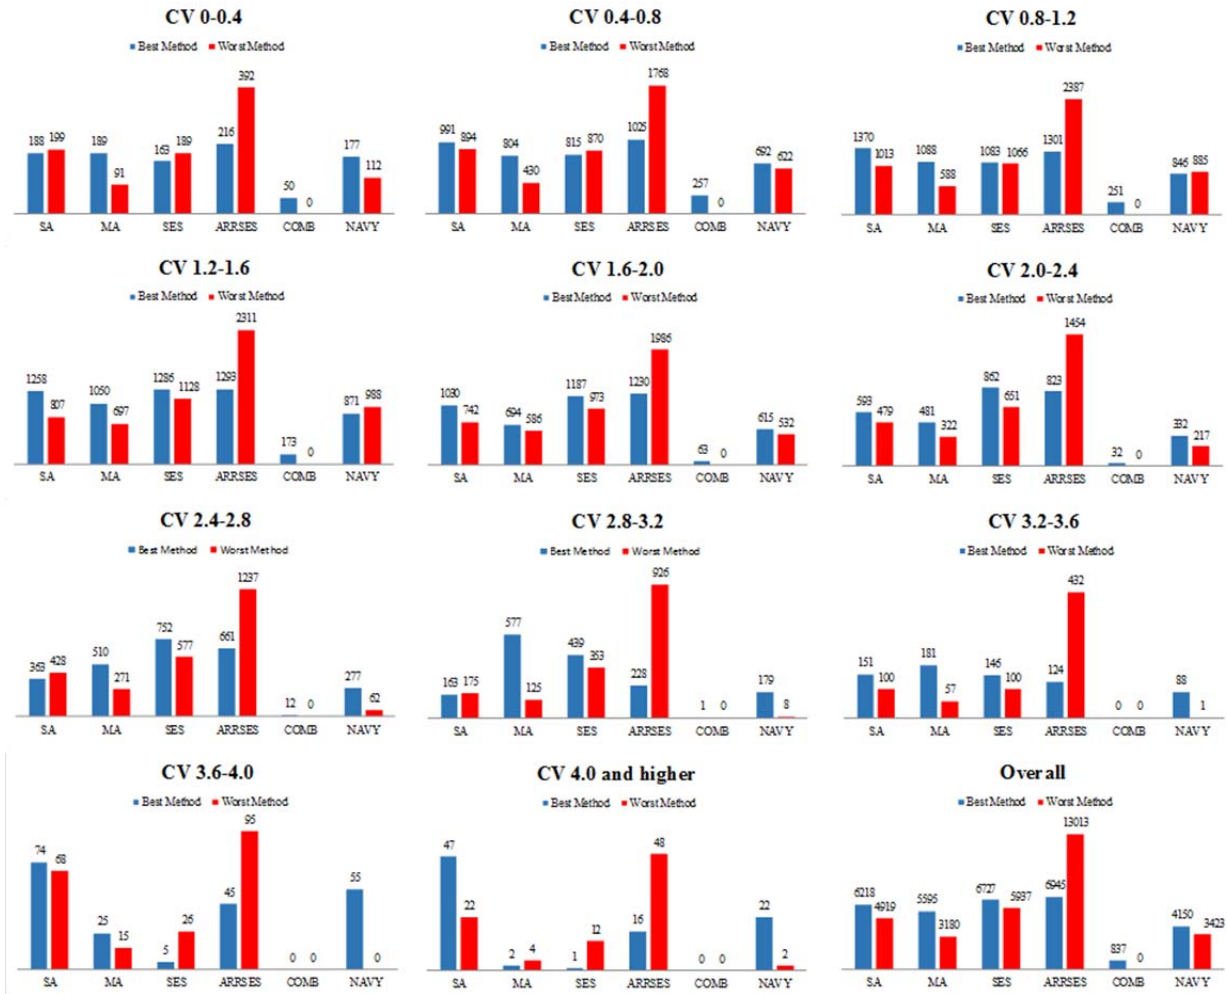 CV 0-0.4
Best Method Worst Method
188 199 189 91 163 189 216 392 50 0 177 112
SA MA SES ARRSES COMB NAVY
CV 0.4-0.8
Best Method Worst Method
991 894 804 430 815 870 1025 1768 257 0 692 622
SA MA SES ARRSES COMB NAVY
CV 0.8-1.2
Best Method Worst Method
1370 1013 1088 588 1083 1066 1301 2387 251 0 846 885
SA MA SES ARRSES COMB NAVY
CV 1.2-1.6
Best Method Worst Method
1258 807 1050 697 1286 1128 1293 2311 173 0 871 988
SA MA SES ARRSES COMB NAVY
CV 1.6-2.0
Best Method Worst Method
1030 742 694 586 1187 973 1230 1986 63 0 615 532
SA MA SES ARRSES COMB NAVY
CV 2.0-2.4
Best Method Worst Method
593 479 481 322 862 651 823 1454 32 0 332 217
SA MA SES ARRSES COMB NAVY
CV 2.4-2.8
Best Method Worst Method
363 428 510 271 752 577 661 1237 12 0 277 62
SA MA SES ARRSES COMB NAVY
CV 2.8-3.2
Best Method Worst Method
163 175 577 125 439 353 228 926 1 0 179 8
SA MA SES ARRSES COMB NAVY
CV 3.2-3.6
Best Method Worst Method
151 100 181 57 146 100 124 432 0 0 88 1
SA MA SES ARRSES COMB NAVY
CV 3.6-4.0
Best Method Worst Method
74 68 25 15 5 26 45 95 0 0 55 0
SA MA SES ARRSES COMB NAVY
CV 4.0 and higher
Best Method Worst Method
47 22 2 4 1 12 16 48 0 0 22 2
SA MA SES ARRSES COMB NAVY
Overall
Best Method Worst Method
6218 4919 5595 3180 6727 5937 6945 13013 837 0 4150 3423
SA MA SES ARRSES COMB NAVY